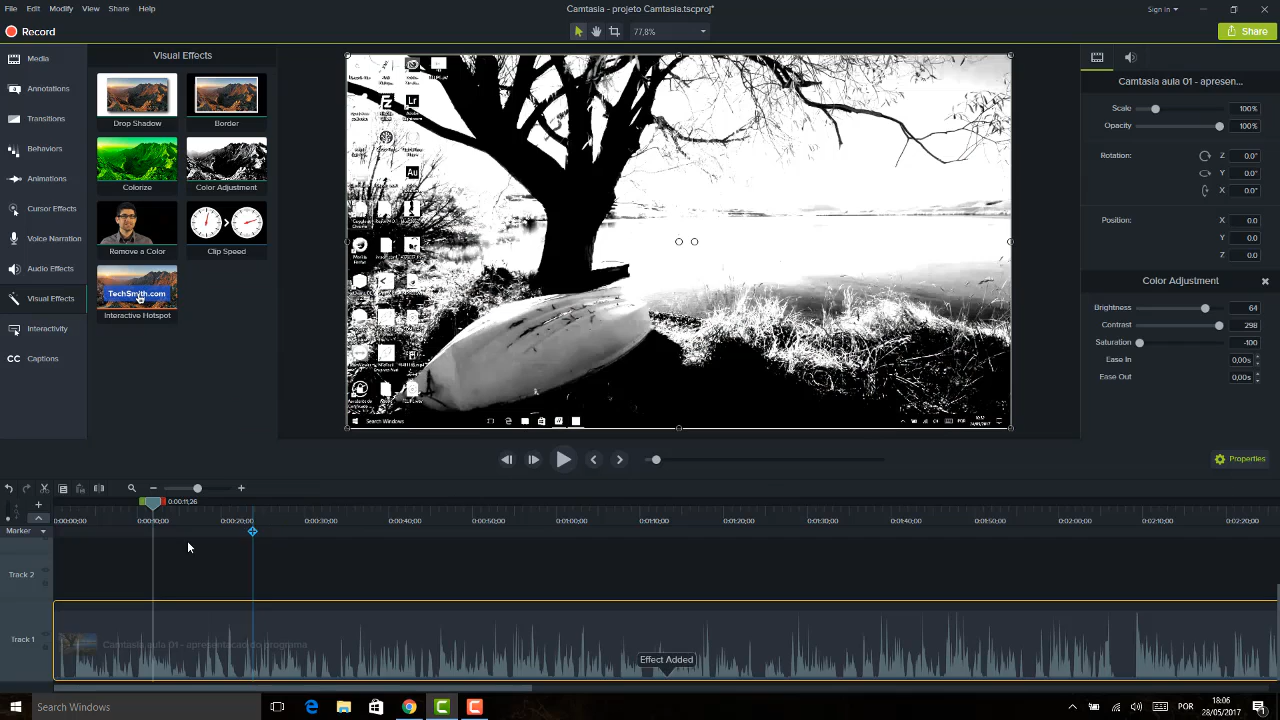 File Edit Modify View Share Help
Camtasia - projeto Camtasia.tscproj*
Sign in
Record
77,8%
Share
Media
Annotations
Transitions
Behaviors
Animations
Cursor Effects
Voice Narration
Audio Effects
Visual Effects
Interactivity
CC Captions
Visual Effects
Drop Shadow
Border
Colorize
Color Adjustment
Remove a Color
Clip Speed
TechSmith.com
Interactive Hotspot
Lr
Au
Search Windows
Camtasia aula 01 - apresen...
Scale 100%
Opacity 100%
Rotation: Z 0.0°
Y 0.0°
X 0.0°
Position: X 0.0
Y 0.0
Z 0.0
Color Adjustment
Brightness 64
Contrast 298
Saturation -100
Ease In 0,00s
Ease Out 0,00s
Properties
0:00:11;26
0:00:00;00 0:00:10;00 0:00:20;00 0:00:30;00 0:00:40;00 0:00:50;00 0:01:00;00 0:01:10;00 0:01:20;00 0:01:30;00 0:01:40;00 0:01:50;00 0:02:00;00 0:02:10;00 0:02:20;00
Marker
Track 2
Track 1
Camtasia aula 01 - apresentacao do programa
Effect Added
Search Windows
POR
18:06
28/05/2017